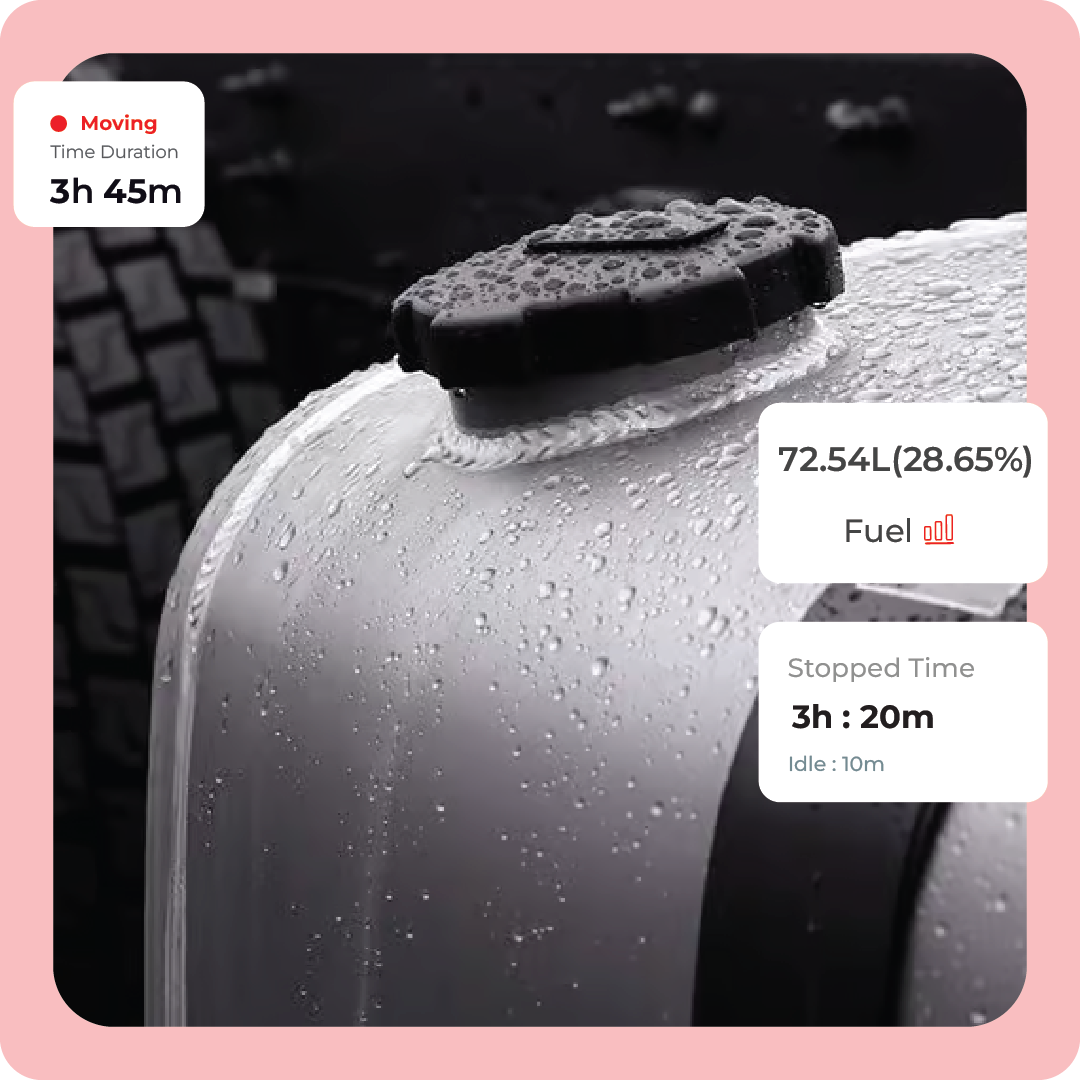 Moving
Time Duration
3h 45m
72.54L(28.65%)
Fuel
Stopped Time
3h : 20m
Idle : 10m